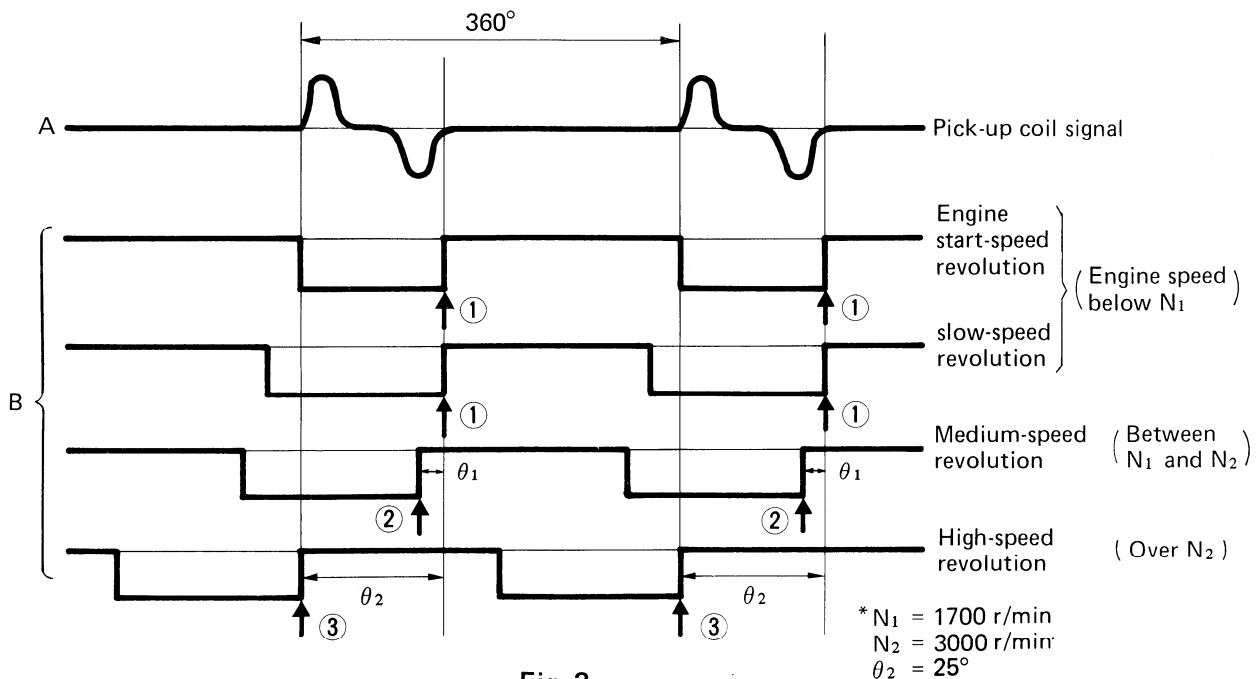 360°
A
Pick-up coil signal
B
Engine
start-speed
revolution
(Engine speed
below N₁)
①
①
slow-speed
revolution
①
①
Medium-speed
revolution
(Between
N₁ and N₂)
θ₁
θ₁
②
②
High-speed
revolution
(Over N₂)
θ₂
θ₂
③
③
*N₁ = 1700 r/min
N₂ = 3000 r/min
θ₂ = 25°